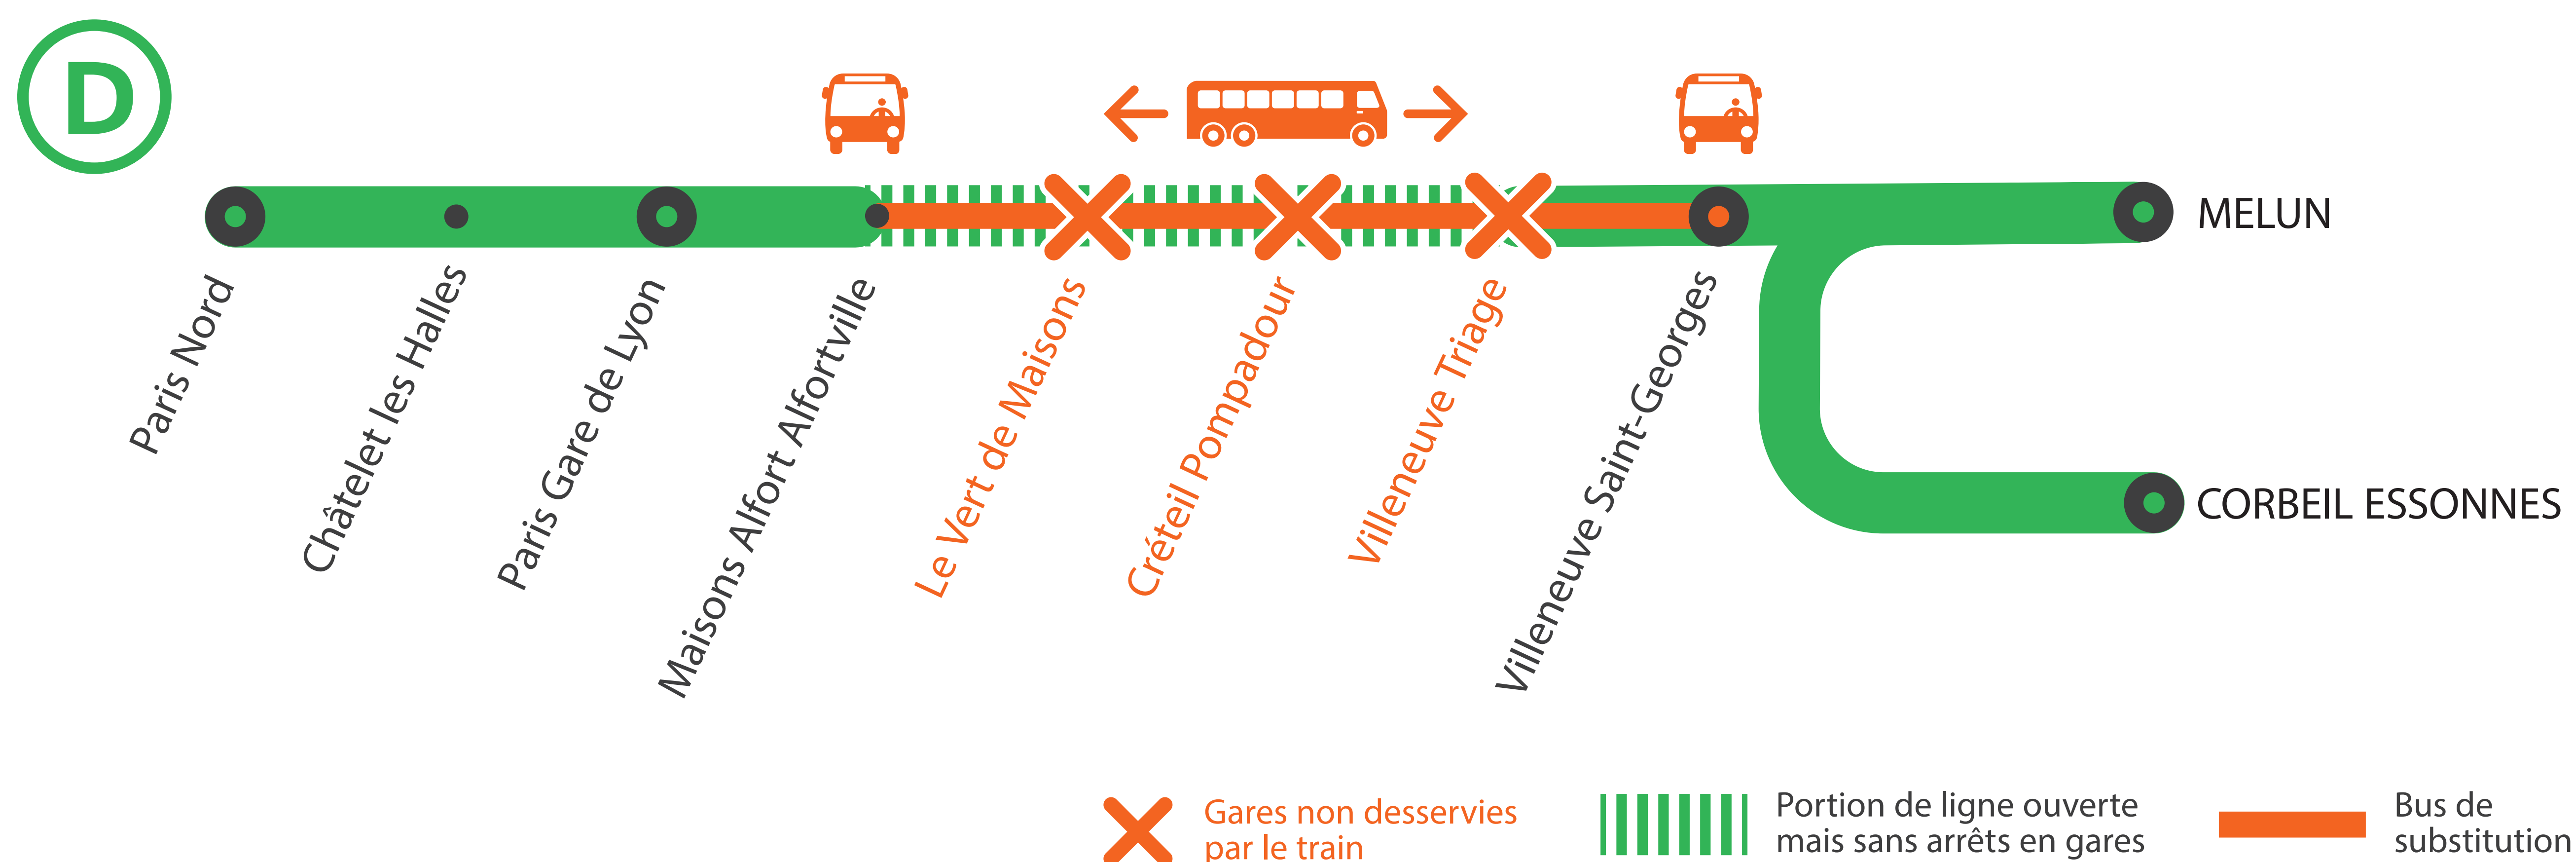 D
Paris Nord
Châtelet les Halles
Paris Gare de Lyon
Maisons Alfort Alfortville
Le Vert de Maisons
Créteil Pompadour
Villeneuve Triage
Villeneuve Saint-Georges
MELUN
CORBEIL ESSONNES
Gares non desservies
par le train
Portion de ligne ouverte
mais sans arrêts en gares
Bus de
substitution